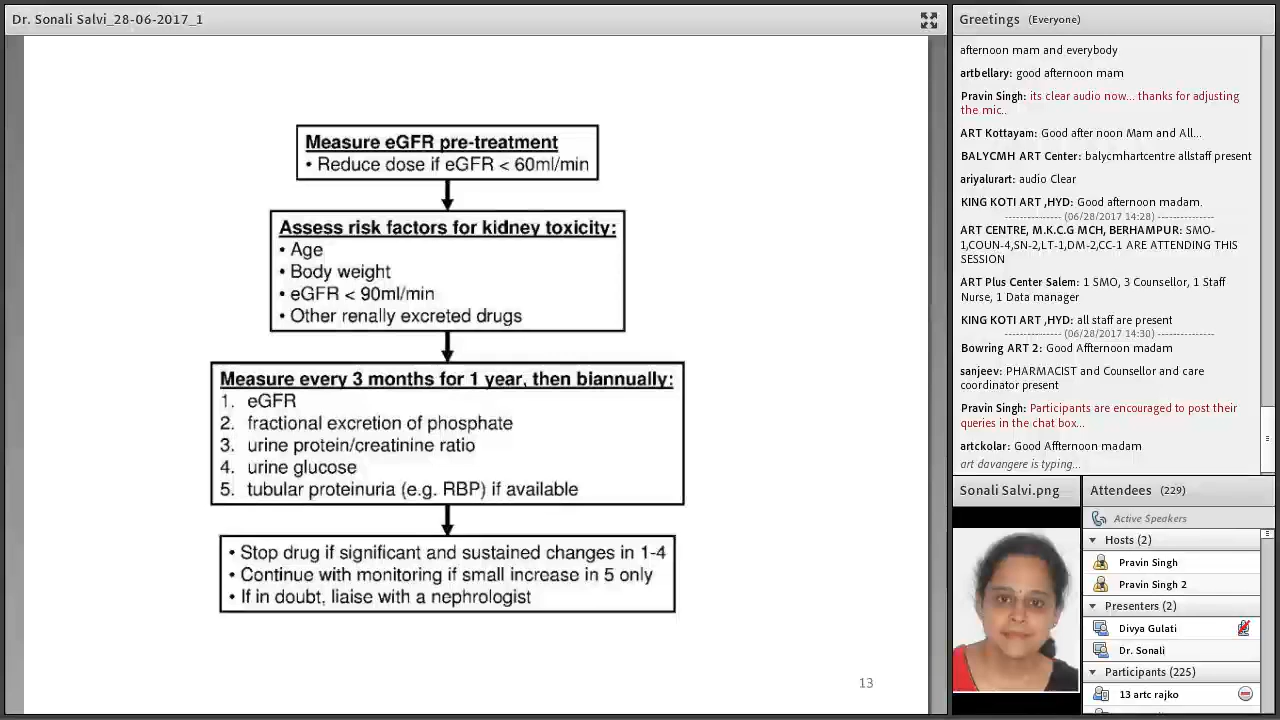 Dr. Sonali Salvi_28-06-2017_1
Measure eGFR pre-treatment
• Reduce dose if eGFR < 60ml/min
Assess risk factors for kidney toxicity:
• Age
• Body weight
• eGFR < 90ml/min
• Other renally excreted drugs
Measure every 3 months for 1 year, then biannually:
1. eGFR
2. fractional excretion of phosphate
3. urine protein/creatinine ratio
4. urine glucose
5. tubular proteinuria (e.g. RBP) if available
• Stop drug if significant and sustained changes in 1-4
• Continue with monitoring if small increase in 5 only
• If in doubt, liaise with a nephrologist
13
Greetings (Everyone)
afternoon mam and everybody
artbellary: good afternoon mam
Pravin Singh: its clear audio now... thanks for adjusting
the mic..
ART Kottayam: Good after noon Mam and All...
BALYCMH ART Center: balycmhartcentre allstaff present
ariyalurart: audio Clear
KING KOTI ART ,HYD: Good afternoon madam.
--------------- (06/28/2017 14:28) ---------------
ART CENTRE, M.K.C.G MCH, BERHAMPUR: SMO-
1,COUN-4,SN-2,LT-1,DM-2,CC-1 ARE ATTENDING THIS
SESSION
ART Plus Center Salem: 1 SMO, 3 Counsellor, 1 Staff
Nurse, 1 Data manager
KING KOTI ART ,HYD: all staff are present
--------------- (06/28/2017 14:30) ---------------
Bowring ART 2: Good Affternoon madam
sanjeev: PHARMACIST and Counsellor and care
coordinator present
Pravin Singh: Participants are encouraged to post their
queries in the chat box...
artckolar: Good Affternoon madam
art davangere is typing...
Sonali Salvi.png
Attendees (229)
Active Speakers
Hosts (2)
Pravin Singh
Pravin Singh 2
Presenters (2)
Divya Gulati
Dr. Sonali
Participants (225)
13 artc rajko